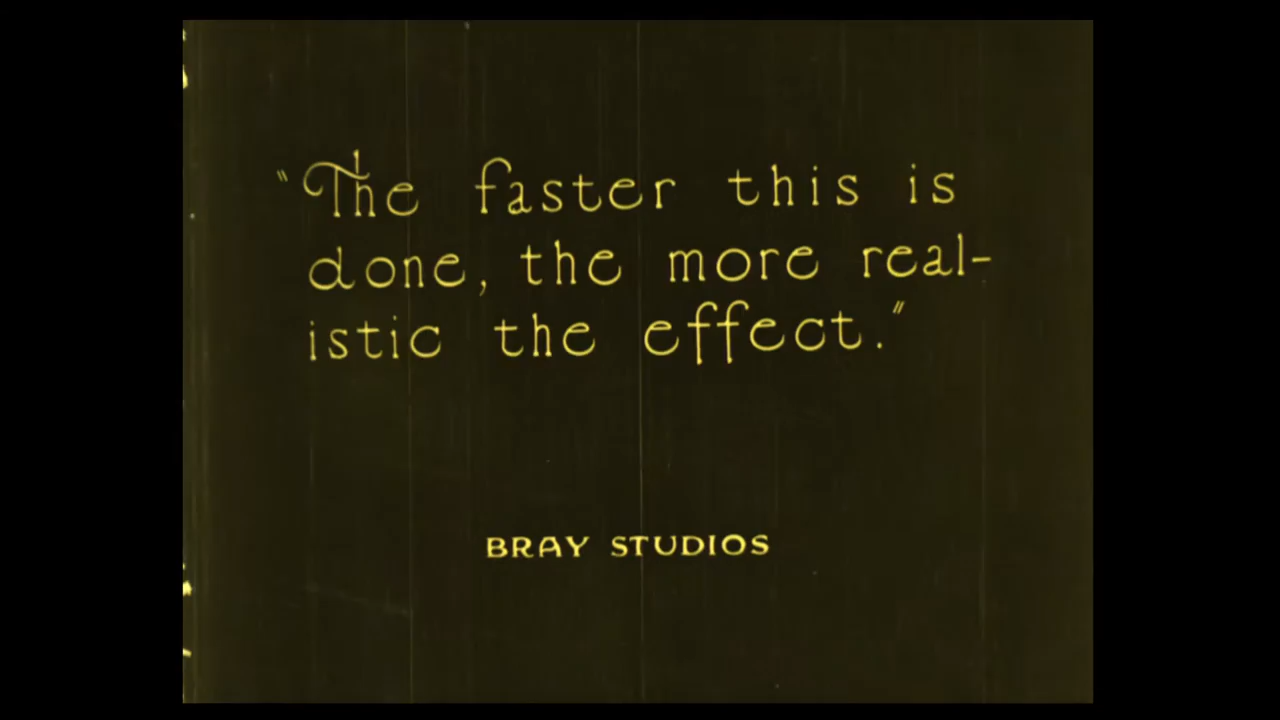 "The faster this is
done, the more real-
istic the effect."
BRAY STUDIOS